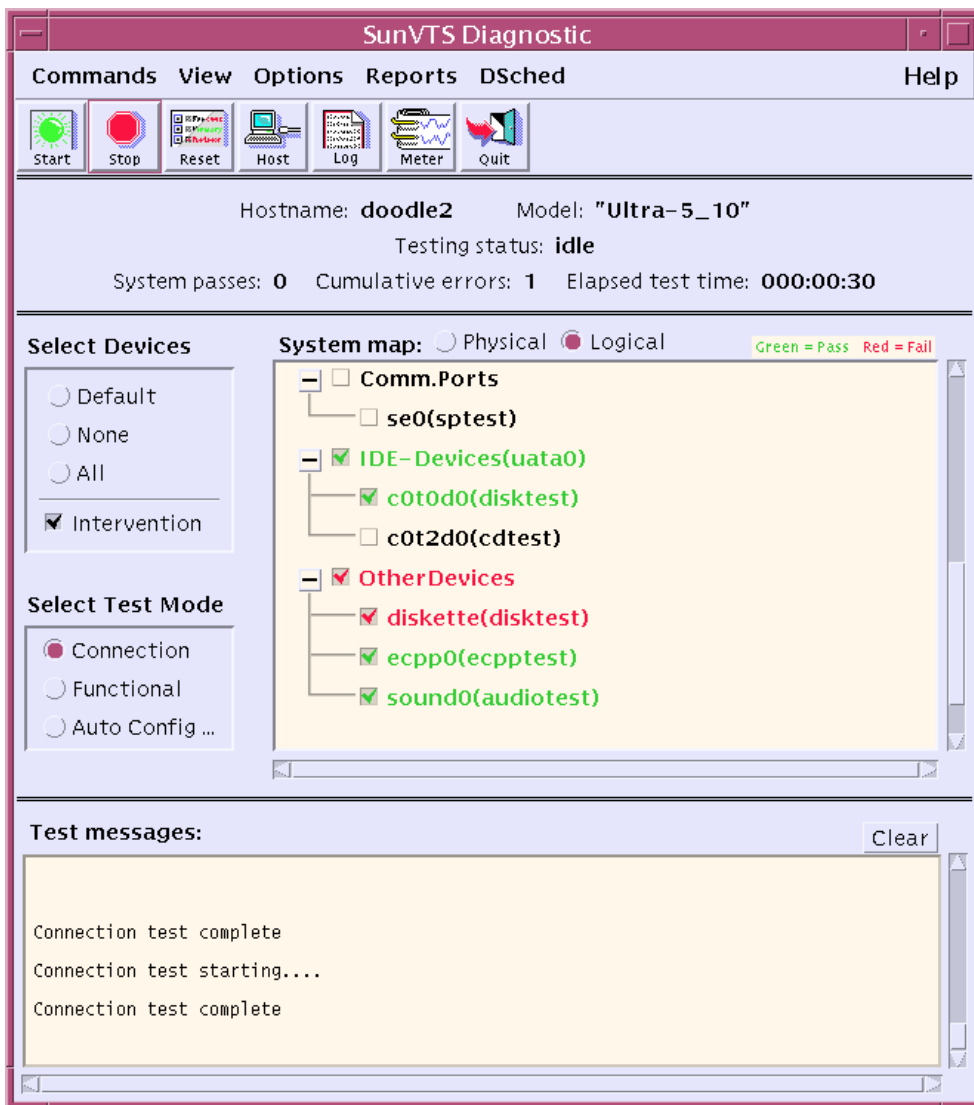 SunVTS Diagnostic
Commands View Options Reports DSched Help
Start Stop Reset Host Log Meter Quit
Hostname: doodle2 Model: "Ultra-5_10"
Testing status: idle
System passes: 0 Cumulative errors: 1 Elapsed test time: 000:00:30
Select Devices
Default
None
All
Intervention
Select Test Mode
Connection
Functional
Auto Config ...
System map: Physical Logical Green = Pass Red = Fail
Comm.Ports
se0(sptest)
IDE-Devices(uata0)
c0t0d0(disktest)
c0t2d0(cdtest)
OtherDevices
diskette(disktest)
ecpp0(ecpptest)
sound0(audiotest)
Test messages:
Clear
Connection test complete
Connection test starting....
Connection test complete